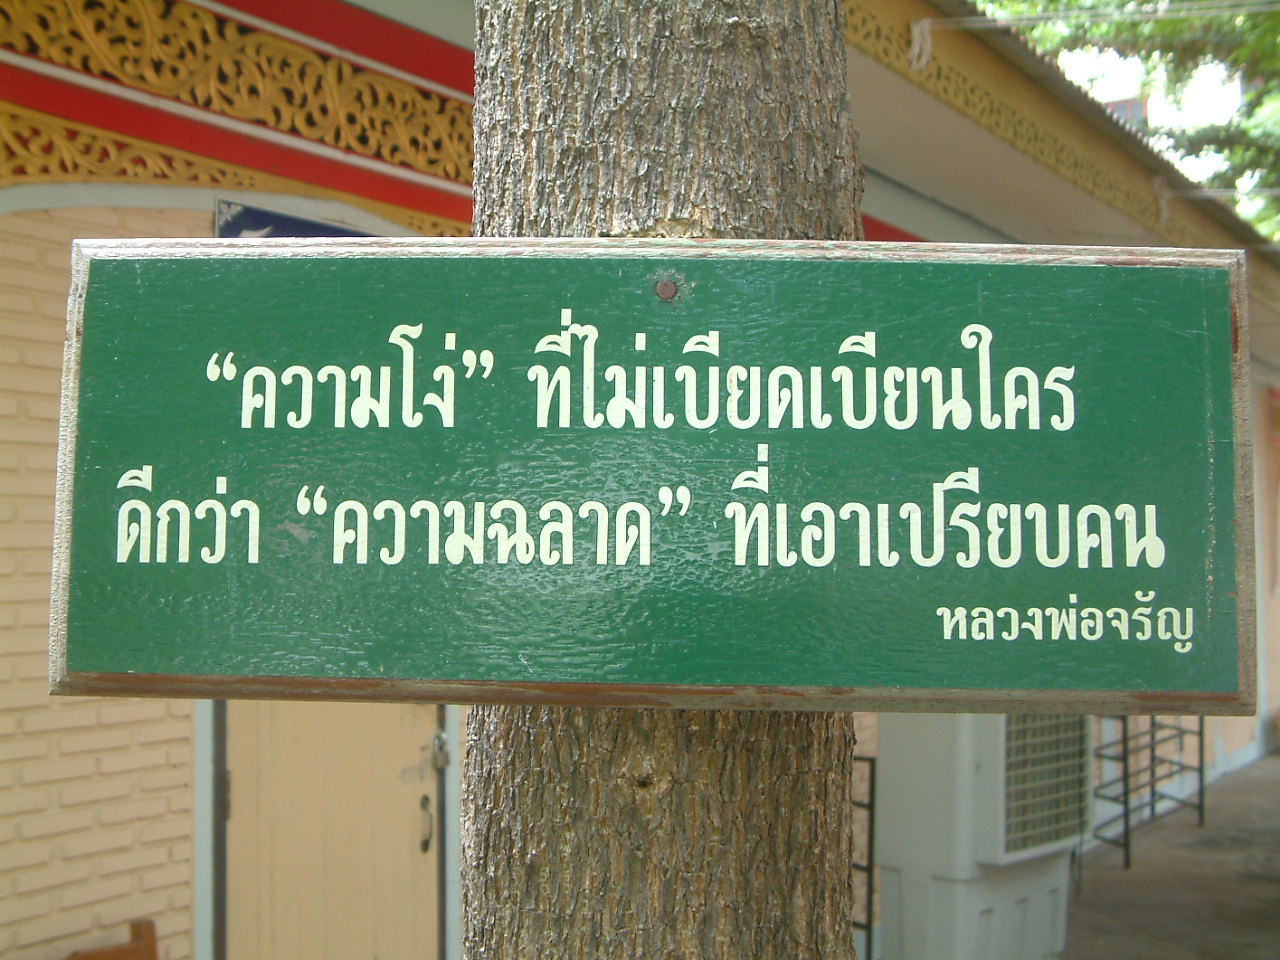 “ความโง่” ที่ไม่เบียดเบียนใคร
ดีกว่า “ความฉลาด” ที่เอาเปรียบคน
หลวงพ่อจรัญ